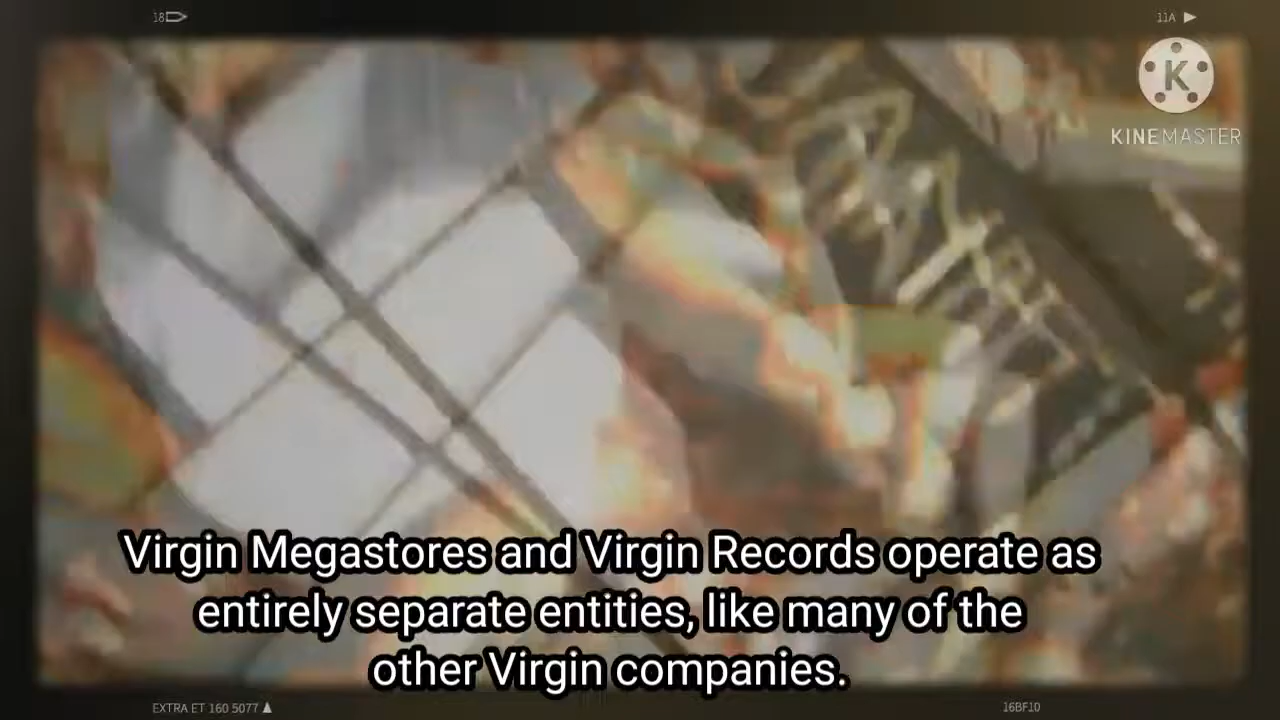 18
11A
K
KINEMASTER
Virgin Megastores and Virgin Records operate as
entirely separate entities, like many of the
other Virgin companies.
EXTRA ET 160 5077
16BF10